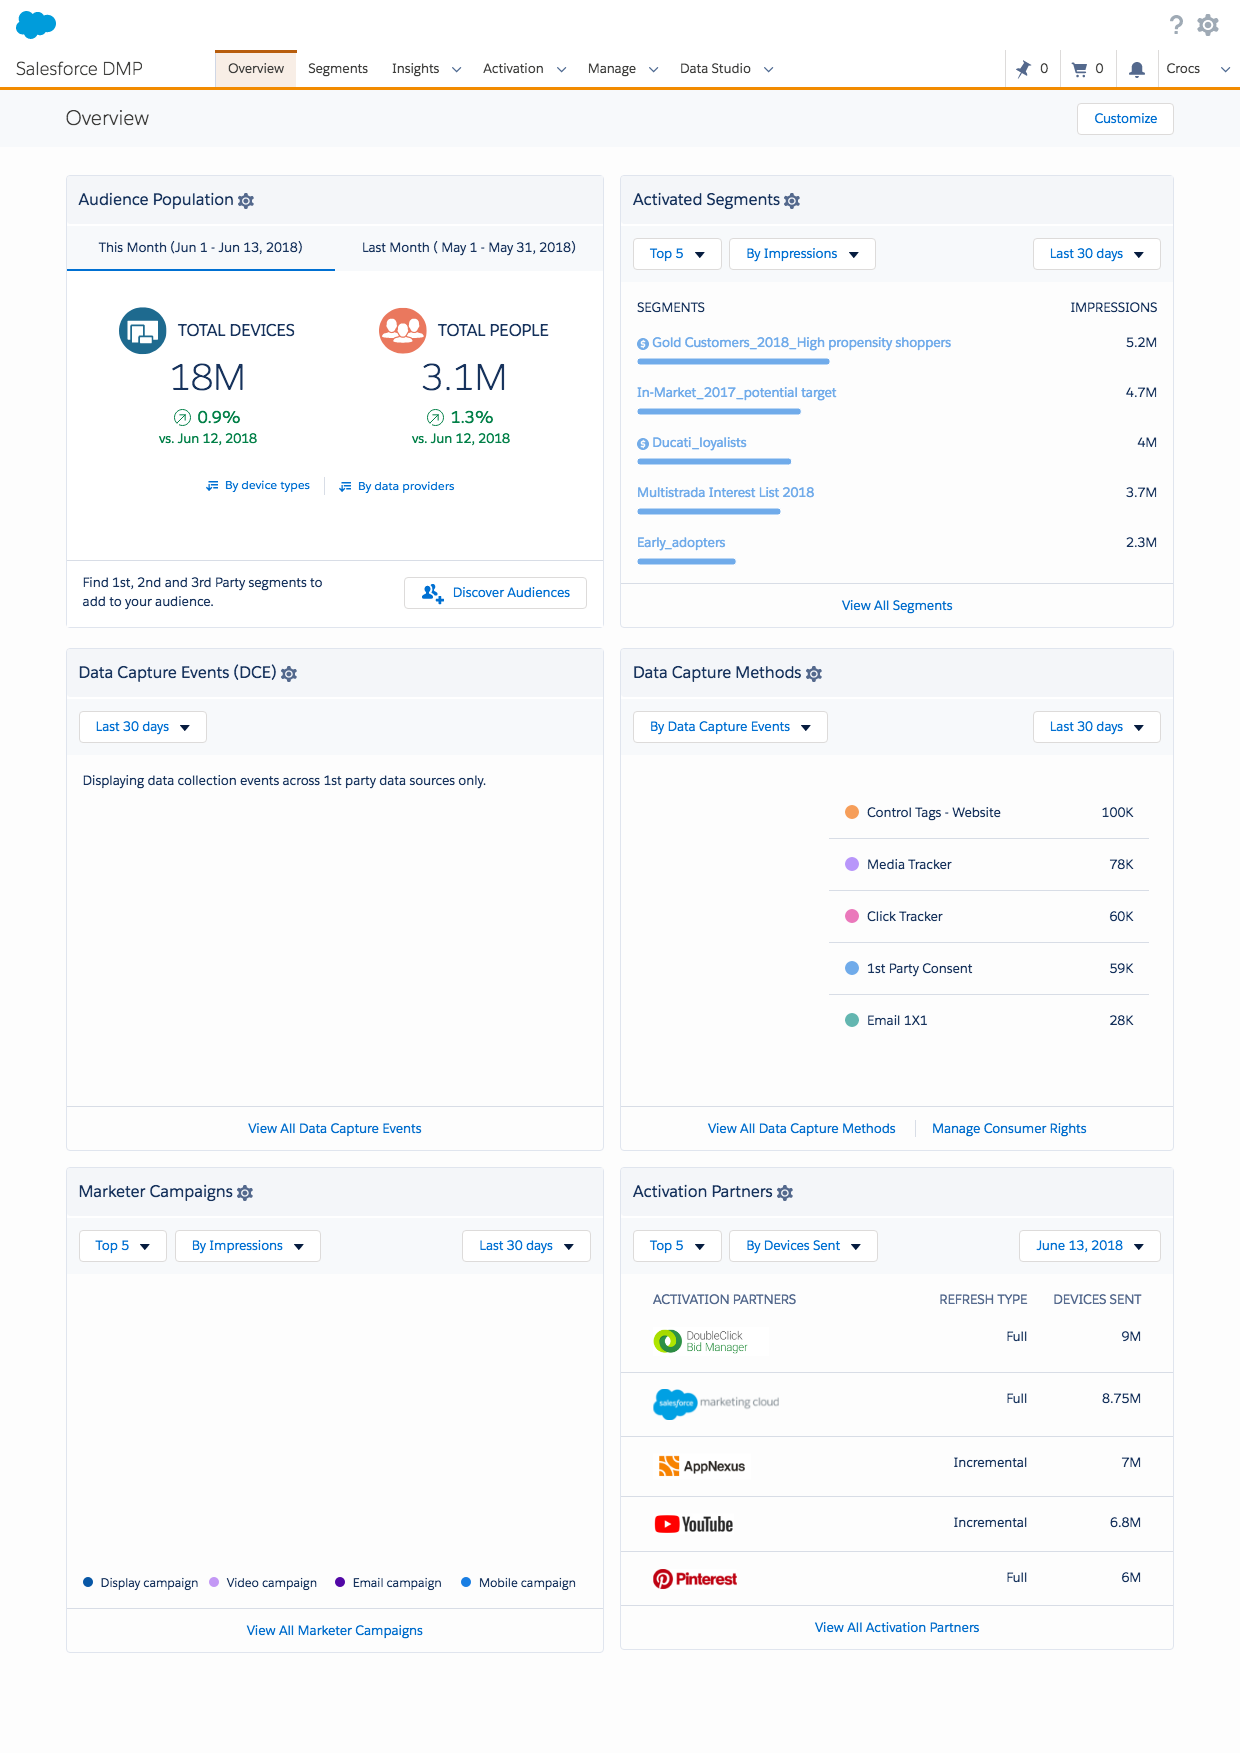 Salesforce DMP
Overview
Segments
Insights
Activation
Manage
Data Studio
0
0
Crocs
Overview
Customize
Audience Population
This Month (Jun 1 - Jun 13, 2018)
Last Month ( May 1 - May 31, 2018)
TOTAL DEVICES
18M
0.9%
vs. Jun 12, 2018
TOTAL PEOPLE
3.1M
1.3%
vs. Jun 12, 2018
By device types
By data providers
Find 1st, 2nd and 3rd Party segments to
add to your audience.
Discover Audiences
Activated Segments
Top 5
By Impressions
Last 30 days
SEGMENTS IMPRESSIONS
Gold Customers_2018_High propensity shoppers 5.2M
In-Market_2017_potential target 4.7M
Ducati_loyalists 4M
Multistrada Interest List 2018 3.7M
Early_adopters 2.3M
View All Segments
Data Capture Events (DCE)
Last 30 days
Displaying data collection events across 1st party data sources only.
View All Data Capture Events
Data Capture Methods
By Data Capture Events
Last 30 days
Control Tags - Website 100K
Media Tracker 78K
Click Tracker 60K
1st Party Consent 59K
Email 1X1 28K
View All Data Capture Methods
Manage Consumer Rights
Marketer Campaigns
Top 5
By Impressions
Last 30 days
Display campaign
Video campaign
Email campaign
Mobile campaign
View All Marketer Campaigns
Activation Partners
Top 5
By Devices Sent
June 13, 2018
ACTIVATION PARTNERS REFRESH TYPE DEVICES SENT
DoubleClick
Bid Manager
Full 9M
salesforce marketing cloud Full 8.75M
AppNexus Incremental 7M
YouTube Incremental 6.8M
Pinterest Full 6M
View All Activation Partners